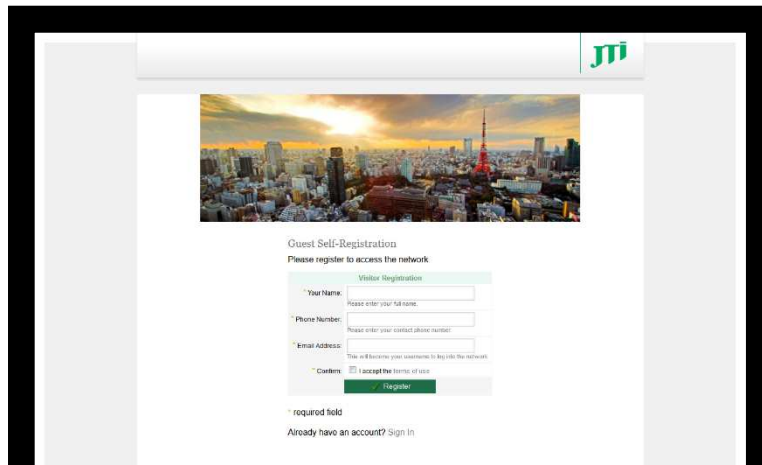 JTi
Guest Self-Registration
Please register to access the network
Visitor Registration
* Your Name:
Please enter your full name.
* Phone Number:
Please enter your contact phone number.
* Email Address:
This will become your username to log into the network.
* Confirm: I accept the terms of use
Register
* required field
Already have an account? Sign In